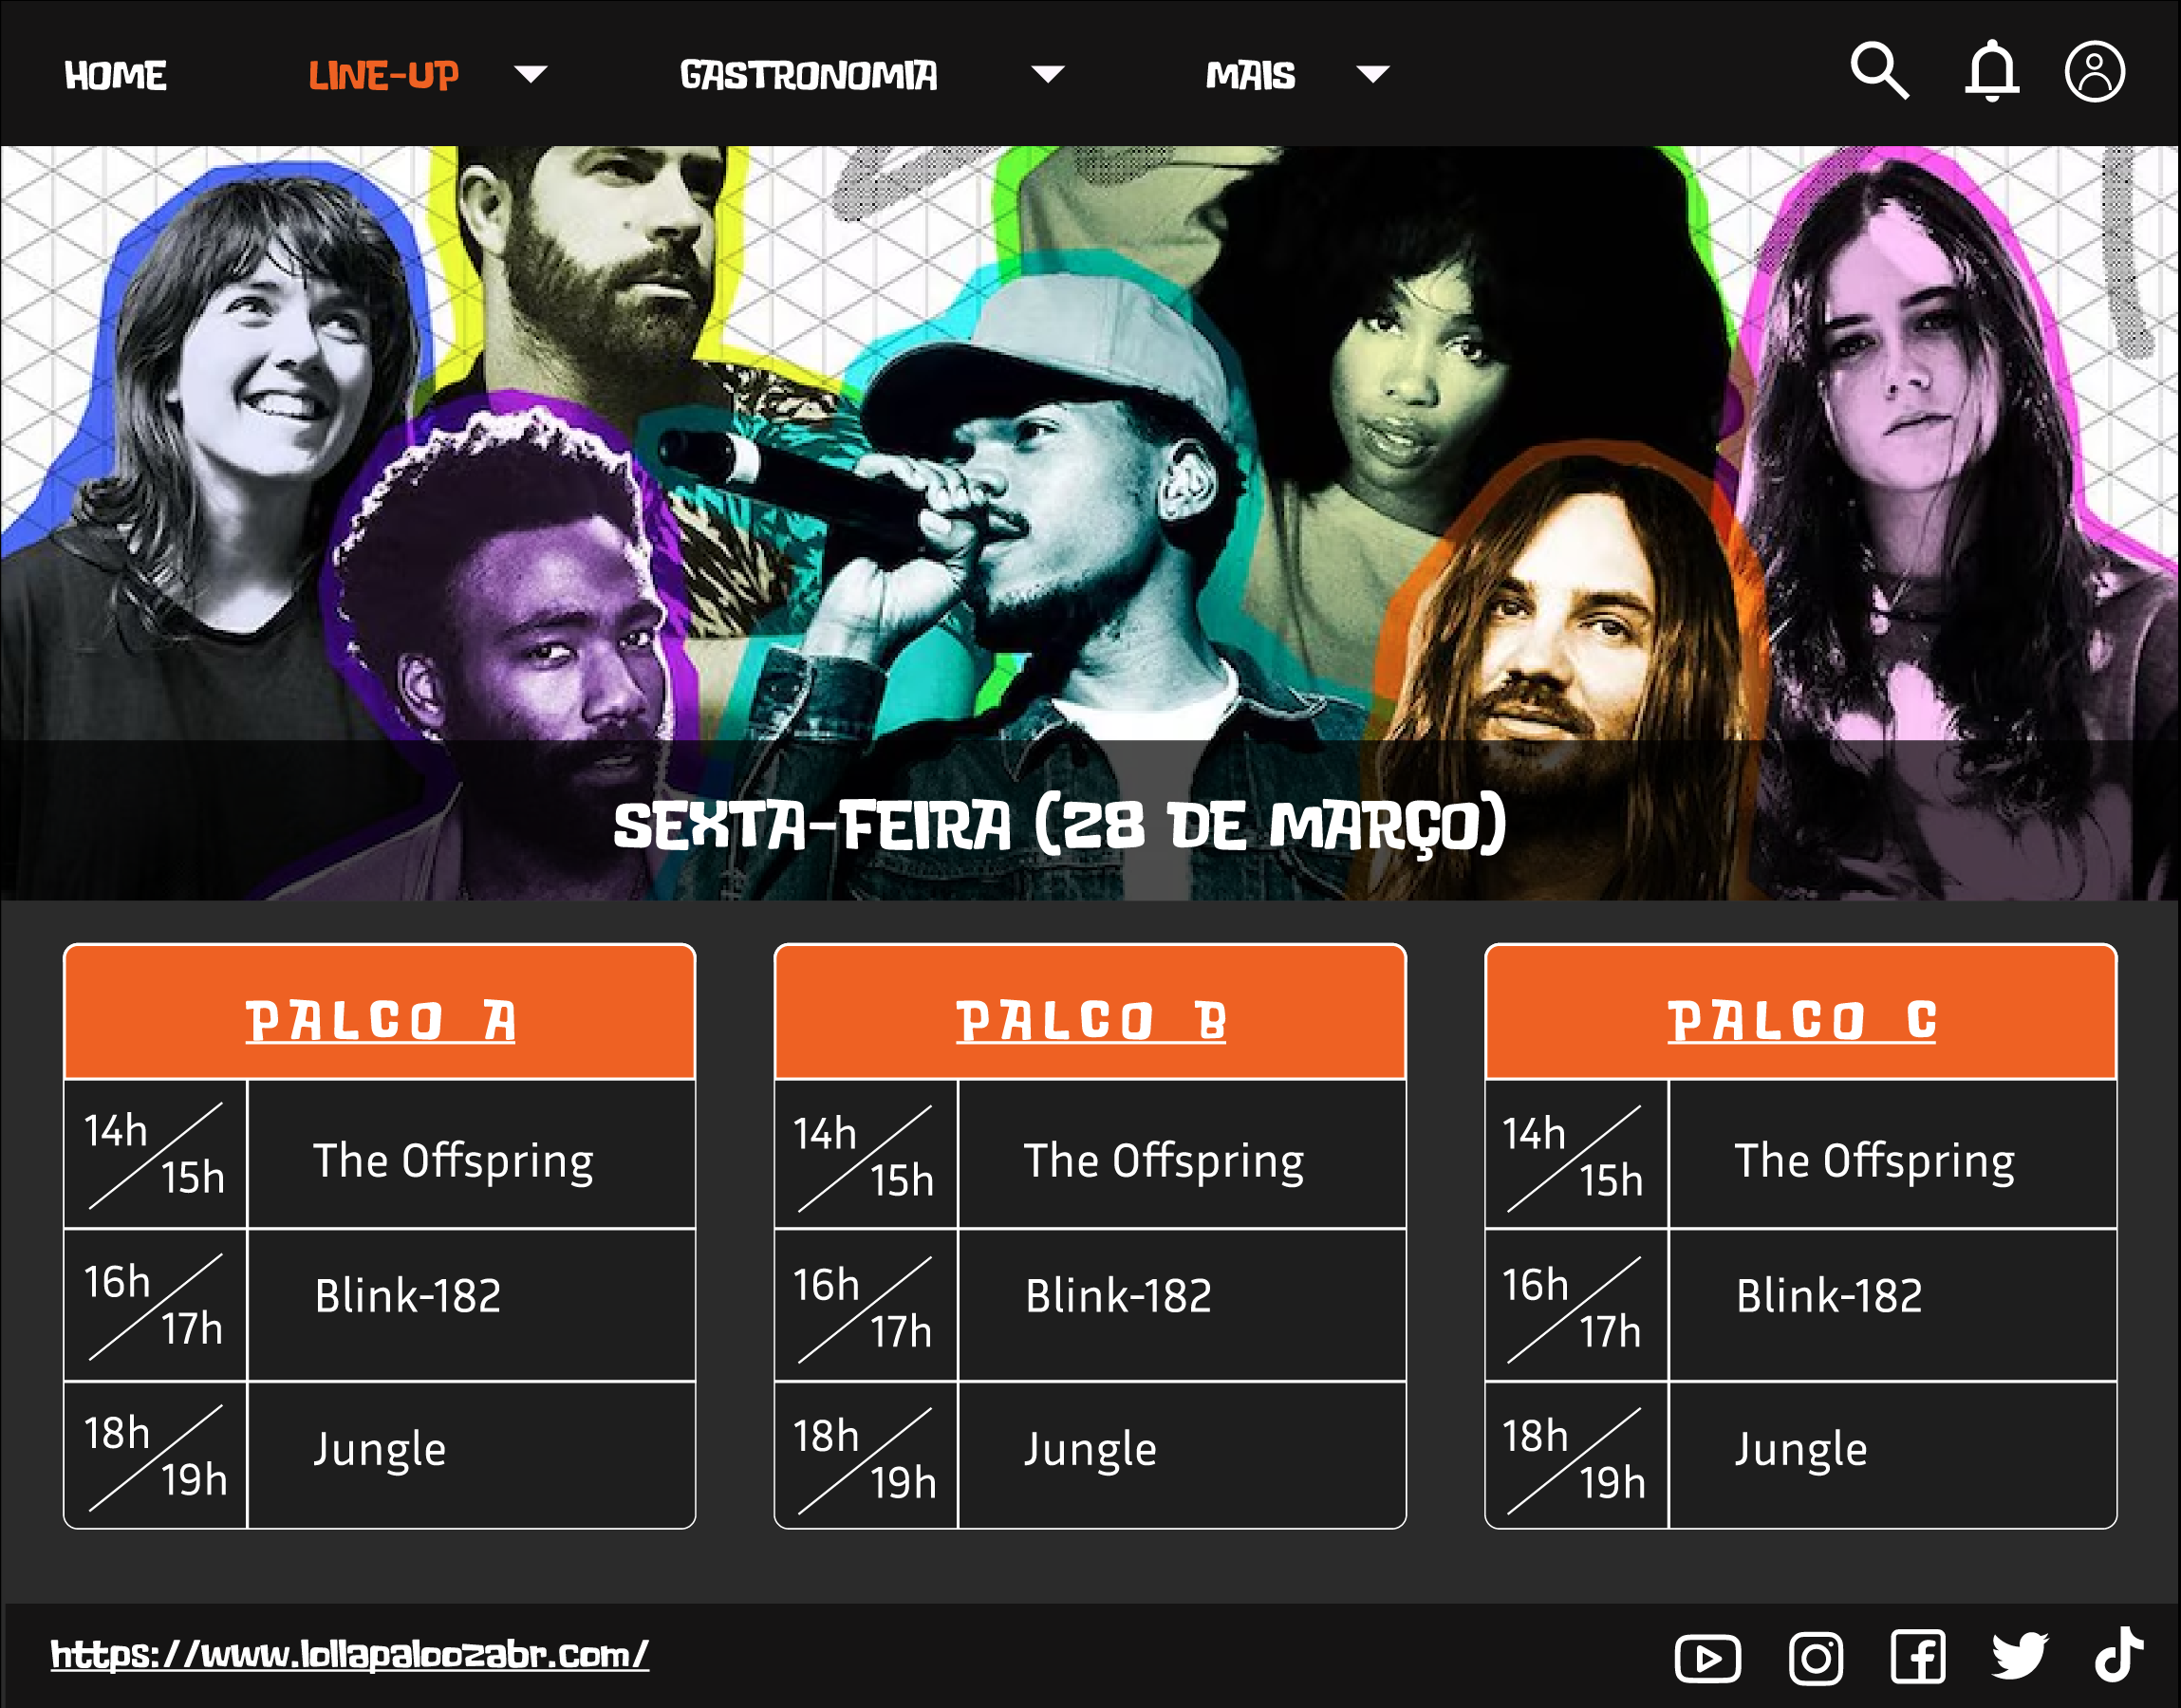 HOME LINE-UP GASTRONOMIA MAIS
SEXTA-FEIRA (28 DE MARÇO)
PALCO A
14h
15h
The Offspring
16h
17h
Blink-182
18h
19h
Jungle
PALCO B
14h
15h
The Offspring
16h
17h
Blink-182
18h
19h
Jungle
PALCO C
14h
15h
The Offspring
16h
17h
Blink-182
18h
19h
Jungle
https://www.lollapaloozabr.com/